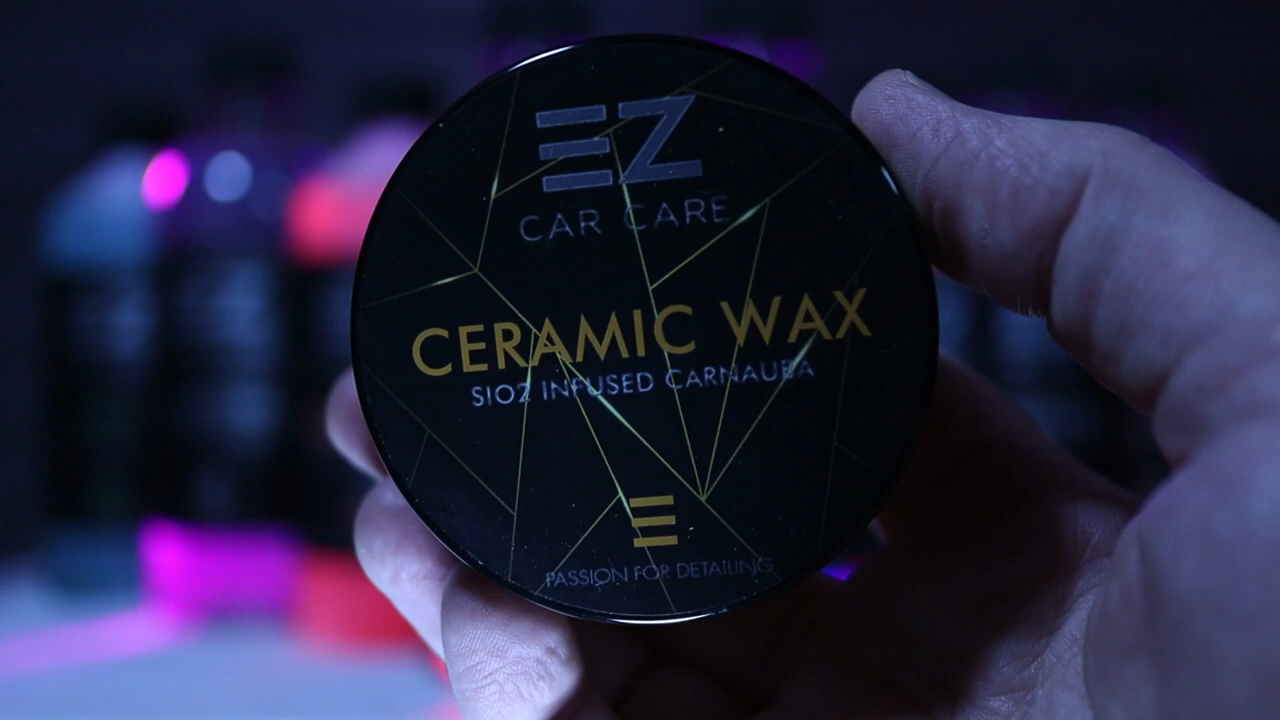 EZ
CAR CARE
CERAMIC WAX
SIO2 INFUSED CARNAUBA
E
PASSION FOR DETAILING